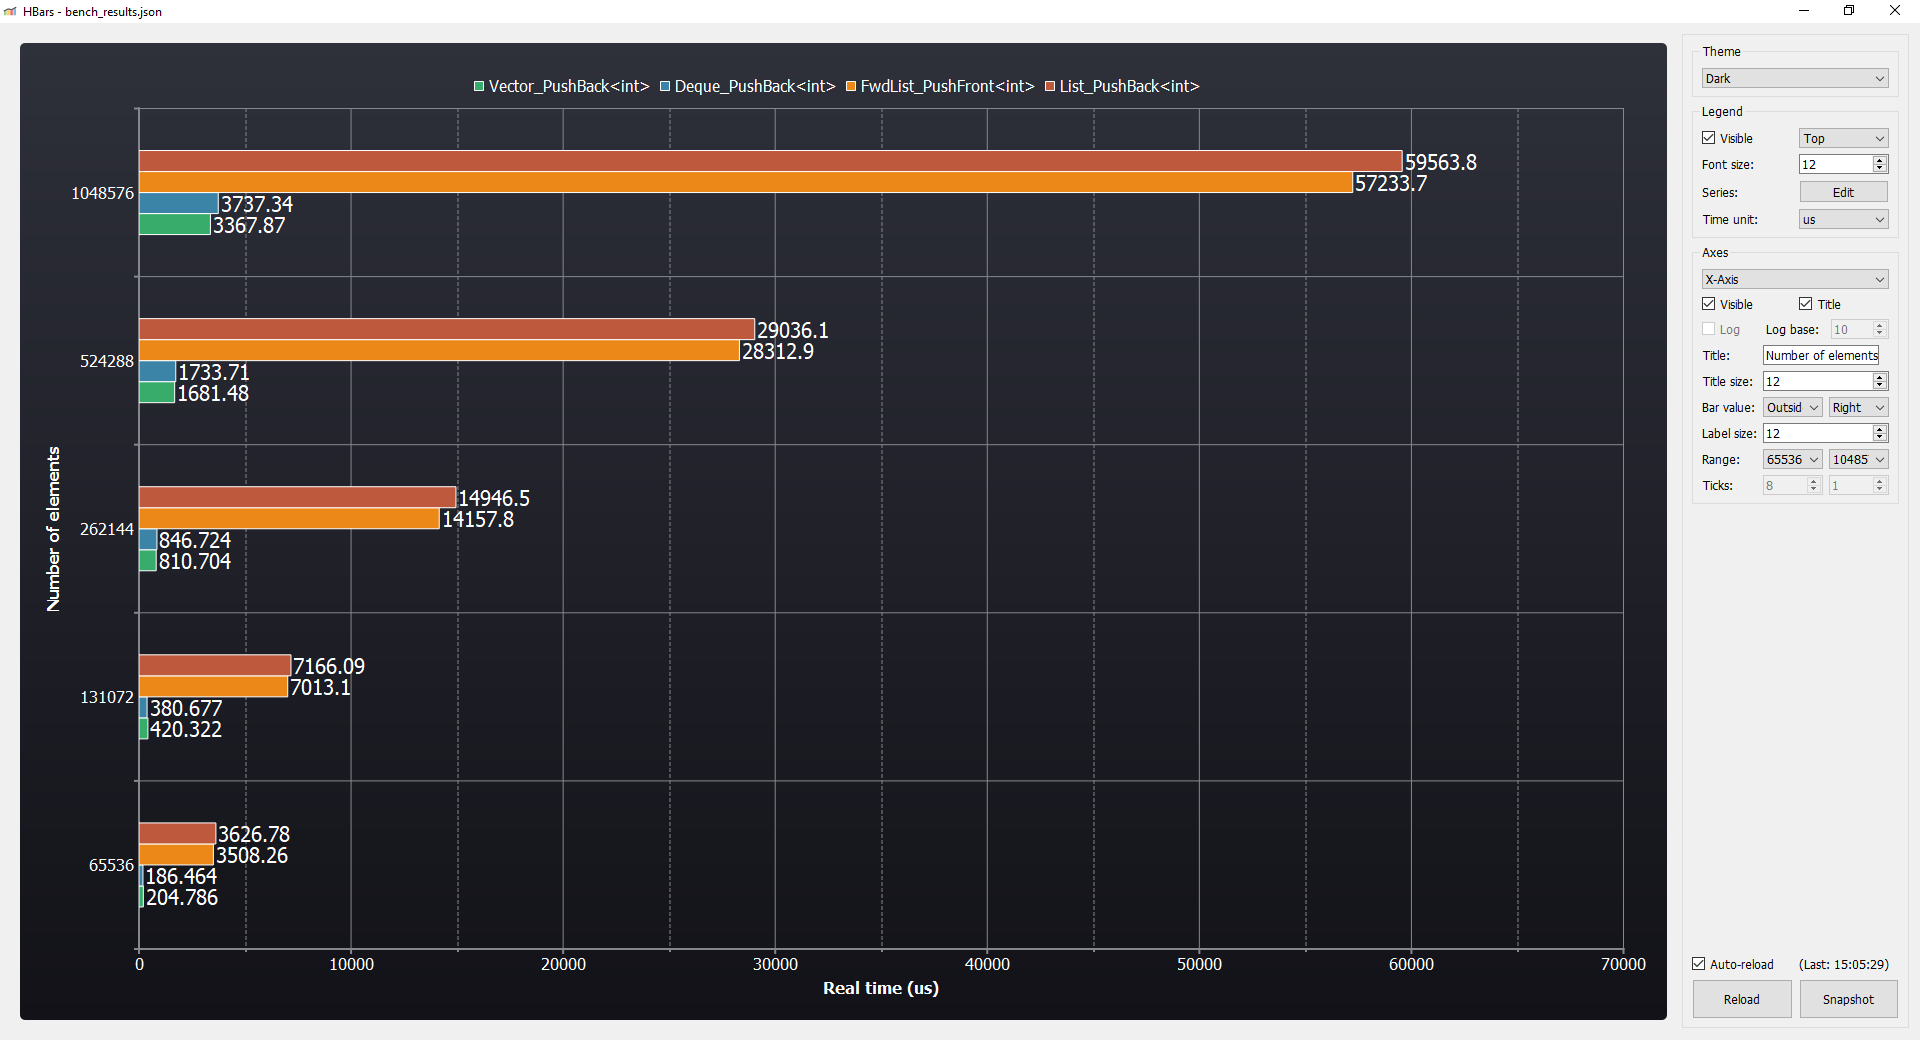 HBars - bench_results.json
Vector_PushBack<int> Deque_PushBack<int> FwdList_PushFront<int> List_PushBack<int>
1048576
59563.8
57233.7
3737.34
3367.87
524288
29036.1
28312.9
1733.71
1681.48
262144
14946.5
14157.8
846.724
810.704
131072
7166.09
7013.1
380.677
420.322
65536
3626.78
3508.26
186.464
204.786
Number of elements
0 10000 20000 30000 40000 50000 60000 70000
Real time (us)
Theme
Dark
Legend
Visible Top
Font size: 12
Series: Edit
Time unit: us
Axes
X-Axis
Visible Title
Log Log base: 10
Title: Number of elements
Title size: 12
Bar value: Outsid Right
Label size: 12
Range: 65536 10485
Ticks: 8 1
Auto-reload (Last: 15:05:29)
Reload Snapshot